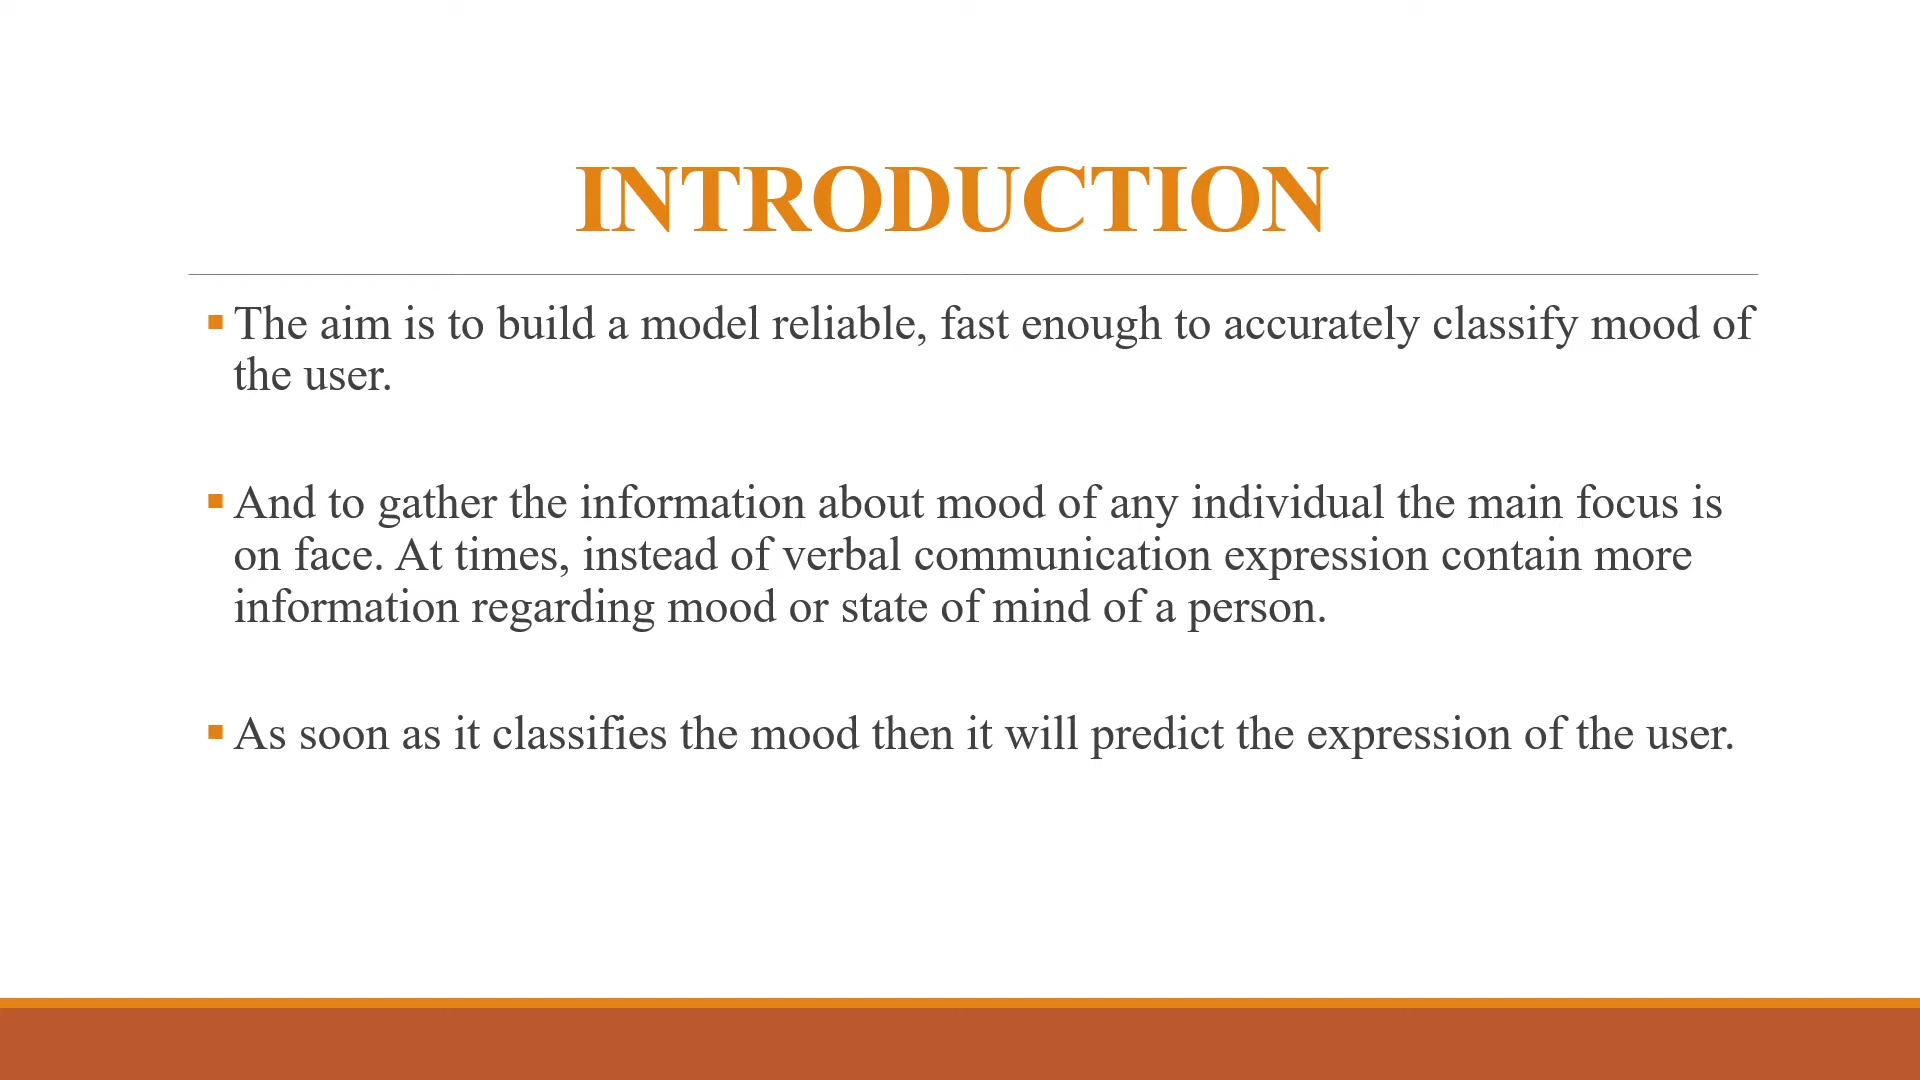 INTRODUCTION
The aim is to build a model reliable, fast enough to accurately classify mood of
the user.
And to gather the information about mood of any individual the main focus is
on face. At times, instead of verbal communication expression contain more
information regarding mood or state of mind of a person.
As soon as it classifies the mood then it will predict the expression of the user.